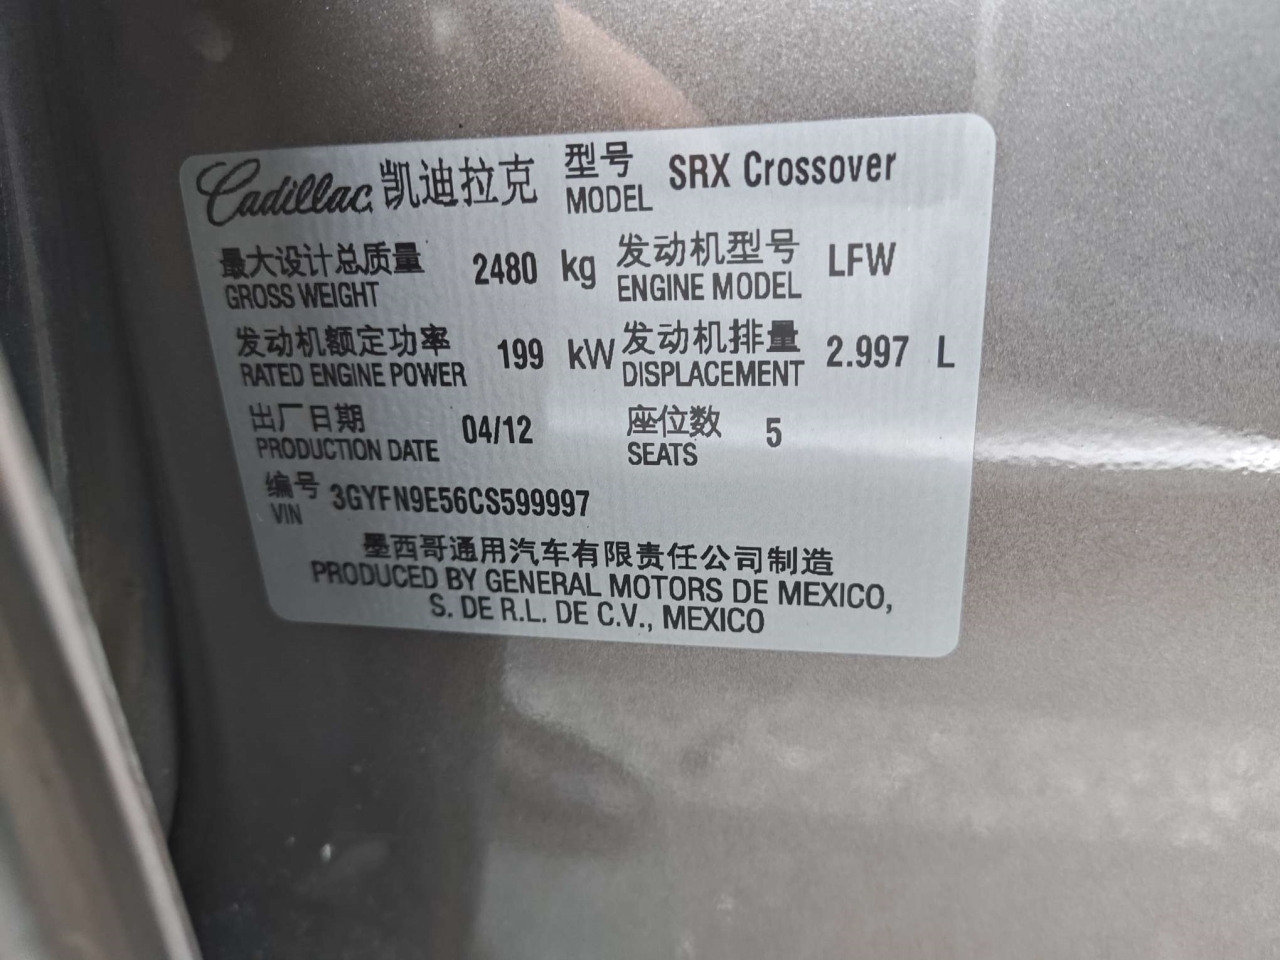 Cadillac 凯迪拉克 型号 MODEL SRX Crossover
最大设计总质量 GROSS WEIGHT 2480 kg 发动机型号 ENGINE MODEL LFW
发动机额定功率 RATED ENGINE POWER 199 kW 发动机排量 DISPLACEMENT 2.997 L
出厂日期 PRODUCTION DATE 04/12 座位数 SEATS 5
编号 VIN 3GYFN9E56CS599997
墨西哥通用汽车有限责任公司制造
PRODUCED BY GENERAL MOTORS DE MEXICO,
S. DE R.L. DE C.V., MEXICO